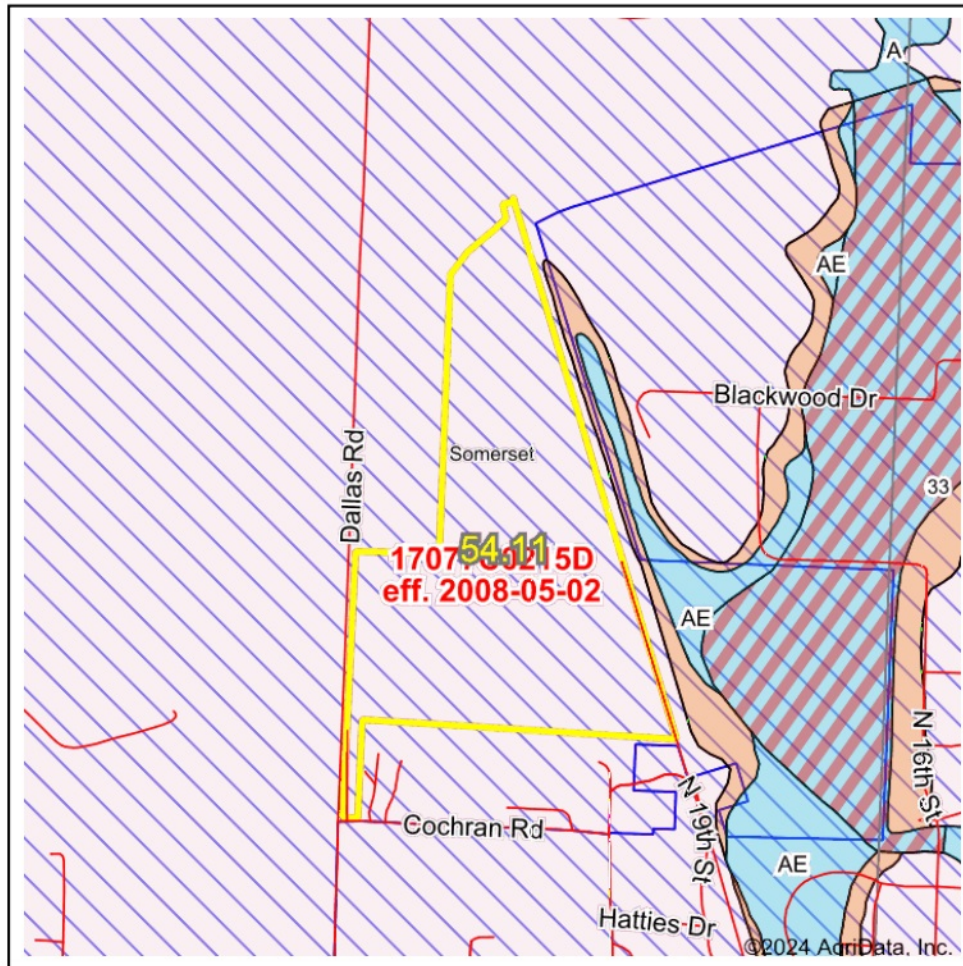 A
AE
Blackwood Dr
Dallas Rd
Somerset
33
54.11
17077C0215D
eff. 2008-05-02
AE
N 16th St
N 19th St
Cochran Rd
AE
Hatties Dr
©2024 AgriData, Inc.